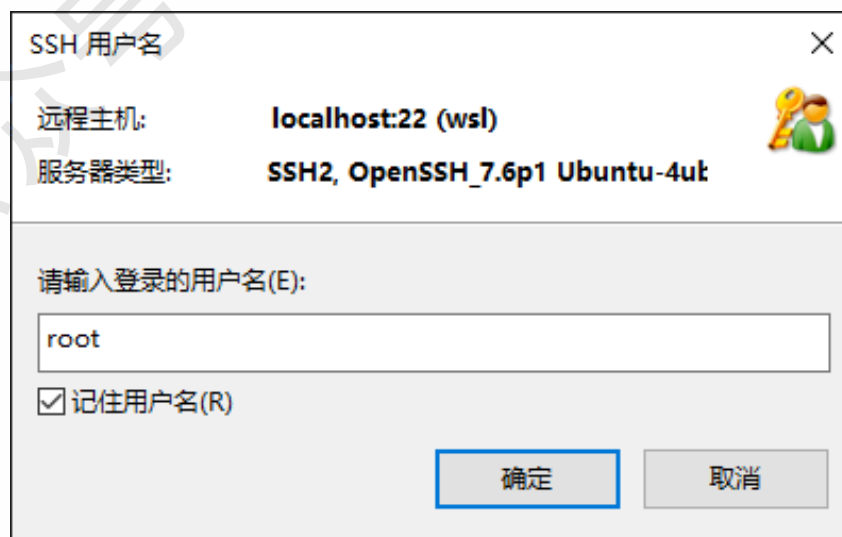 SSH 用户名
远程主机: localhost:22 (wsl)
服务器类型: SSH2, OpenSSH_7.6p1 Ubuntu-4ub
请输入登录的用户名(E):
root
记住用户名(R)
确定 取消